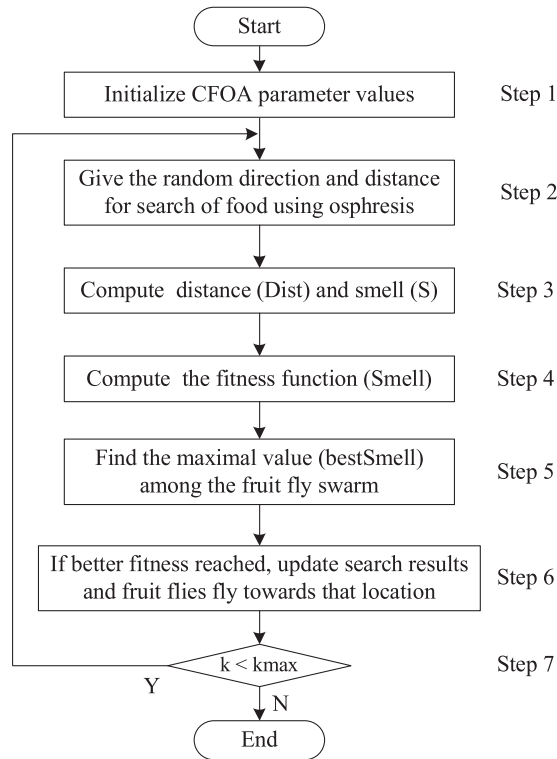 Start
Initialize CFOA parameter values
Step 1
Give the random direction and distance
for search of food using osphresis
Step 2
Compute distance (Dist) and smell (S)
Step 3
Compute the fitness function (Smell)
Step 4
Find the maximal value (bestSmell)
among the fruit fly swarm
Step 5
If better fitness reached, update search results
and fruit flies fly towards that location
Step 6
k < kmax
Step 7
Y
N
End